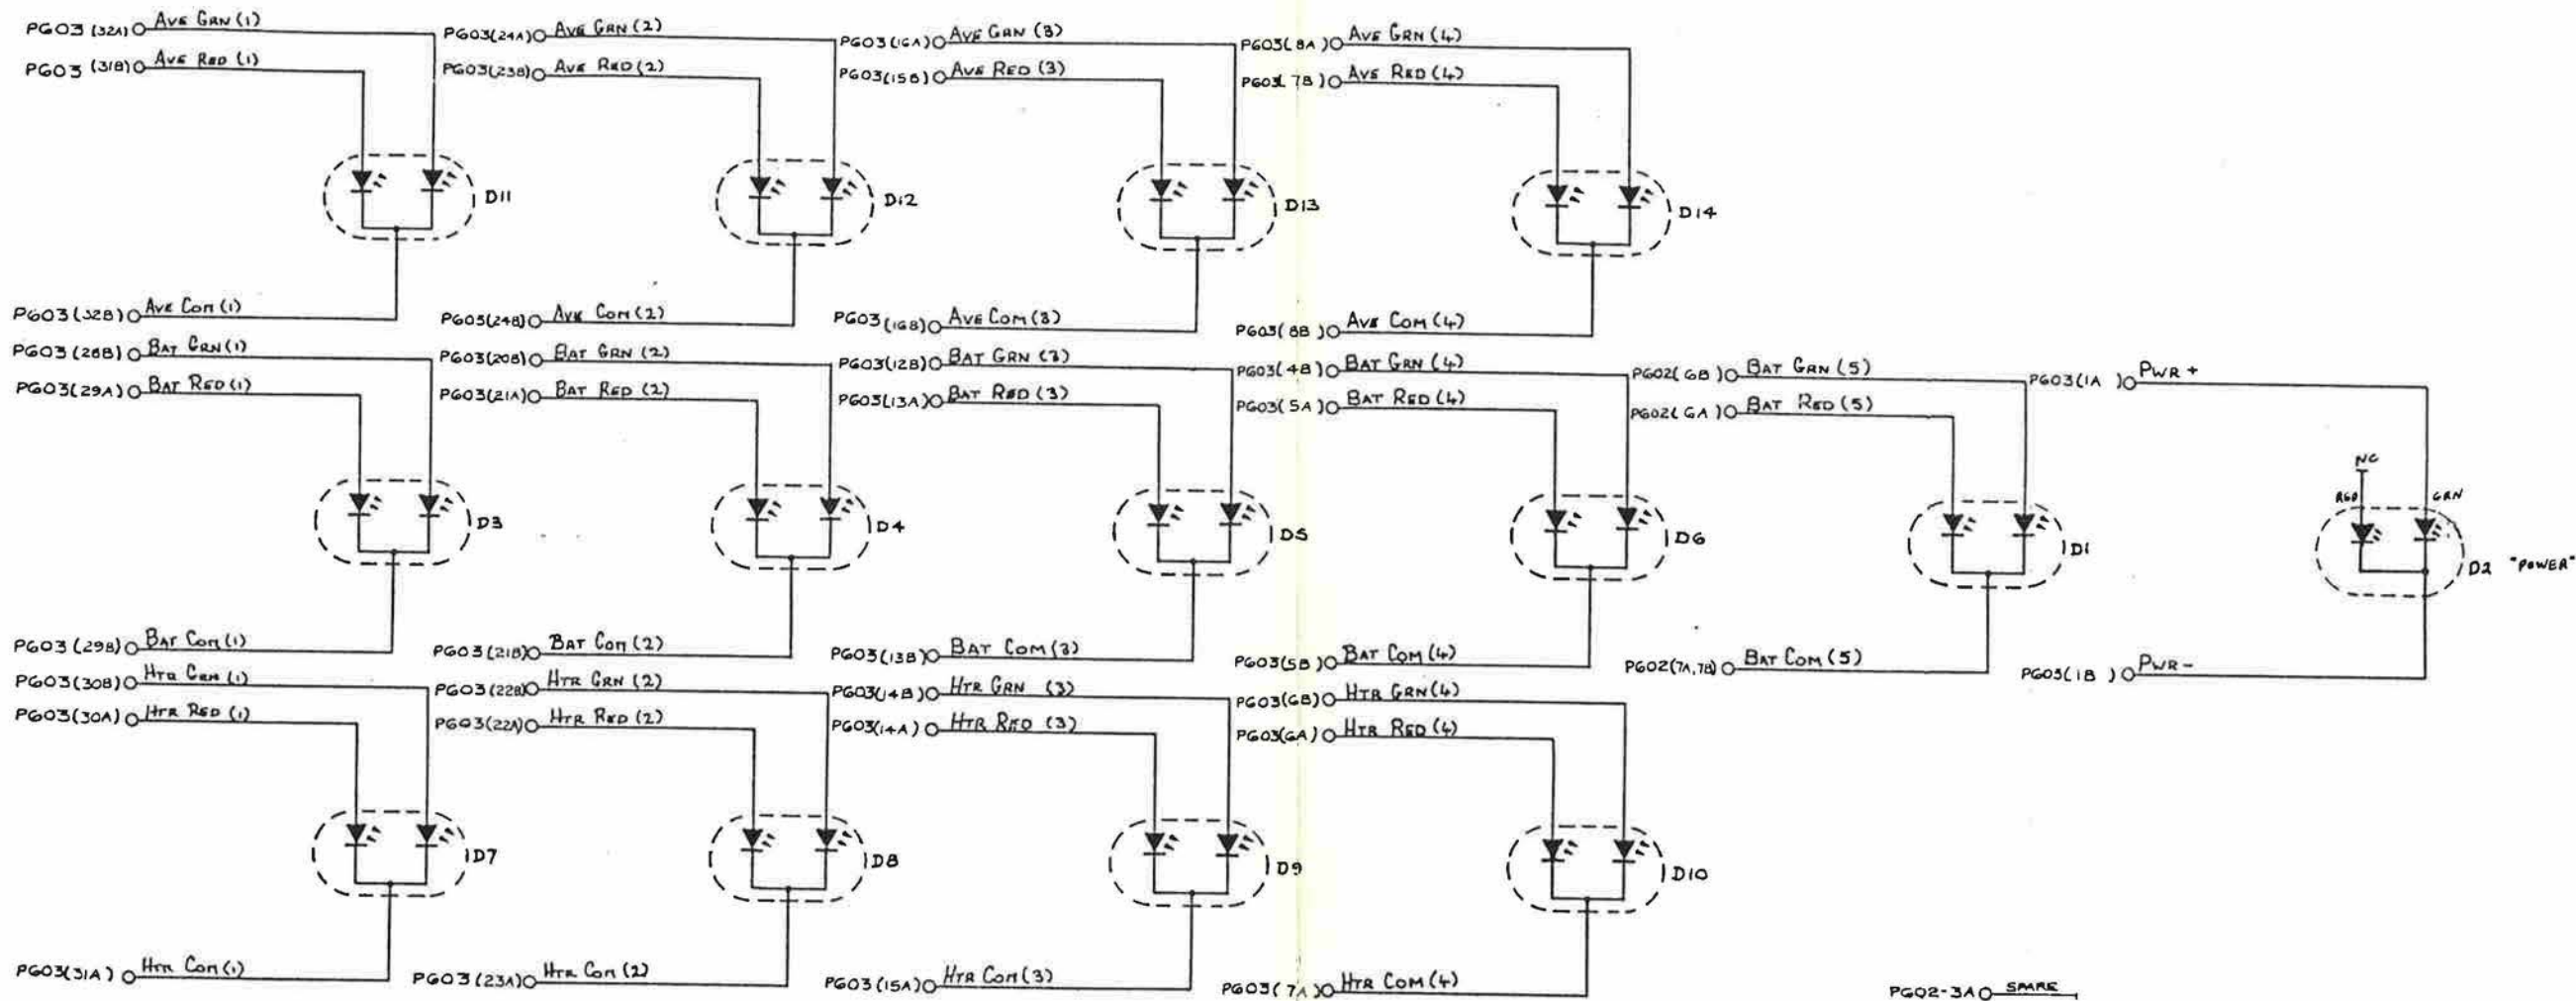 PG03(32A) AVE GRN (1)
PG03(31B) AVE RED (1)
PG03(24A) AVE GRN (2)
PG03(23B) AVE RED (2)
PG03(16A) AVE GRN (3)
PG03(15B) AVE RED (3)
PG03(8A) AVE GRN (4)
PG03(7B) AVE RED (4)
D11
D12
D13
D14
PG03(32B) AVE COM (1)
PG03(24B) AVE COM (2)
PG03(16B) AVE COM (3)
PG03(8B) AVE COM (4)
PG03(28B) BAT GRN (1)
PG03(29A) BAT RED (1)
PG03(20B) BAT GRN (2)
PG03(21A) BAT RED (2)
PG03(12B) BAT GRN (3)
PG03(13A) BAT RED (3)
PG03(4B) BAT GRN (4)
PG03(5A) BAT RED (4)
PG02(6B) BAT GRN (5)
PG02(6A) BAT RED (5)
PG03(1A) PWR +
NC
RED
GRN
D3
D4
D5
D6
D1
D2 "POWER"
PG03(29B) BAT COM (1)
PG03(21B) BAT COM (2)
PG03(13B) BAT COM (3)
PG03(5B) BAT COM (4)
PG02(7A,7B) BAT COM (5)
PG03(1B) PWR -
PG03(30B) HTR GRN (1)
PG03(30A) HTR RED (1)
PG03(22B) HTR GRN (2)
PG03(22A) HTR RED (2)
PG03(14B) HTR GRN (3)
PG03(14A) HTR RED (3)
PG03(6B) HTR GRN (4)
PG03(6A) HTR RED (4)
D7
D8
D9
D10
PG03(31A) HTR COM (1)
PG03(23A) HTR COM (2)
PG03(15A) HTR COM (3)
PG03(7A) HTR COM (4)
PG02-3A SPARE